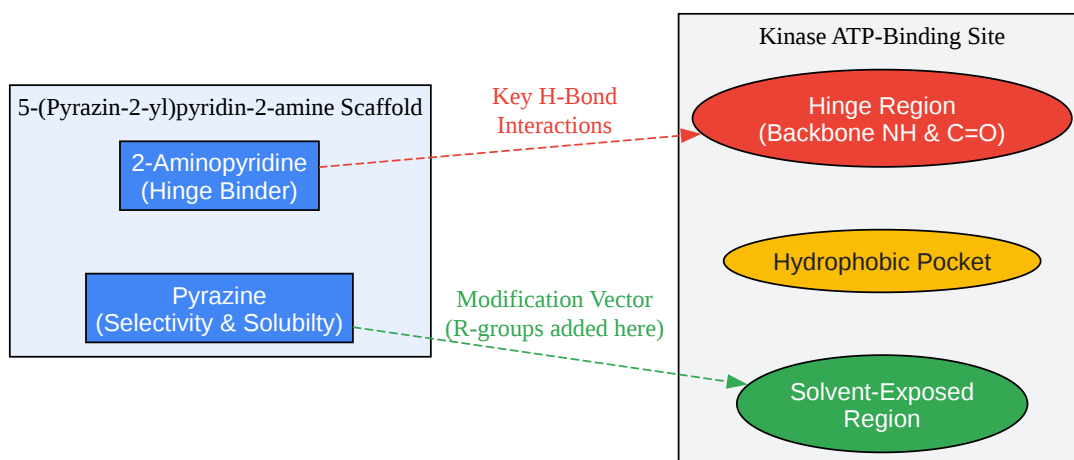 5-(Pyrazin-2-yl)pyridin-2-amine Scaffold
2-Aminopyridine
(Hinge Binder)
Pyrazine
(Selectivity & Solubilty)
Key H-Bond
Interactions
Modification Vector
(R-groups added here)
Kinase ATP-Binding Site
Hinge Region
(Backbone NH & C=O)
Hydrophobic Pocket
Solvent-Exposed
Region